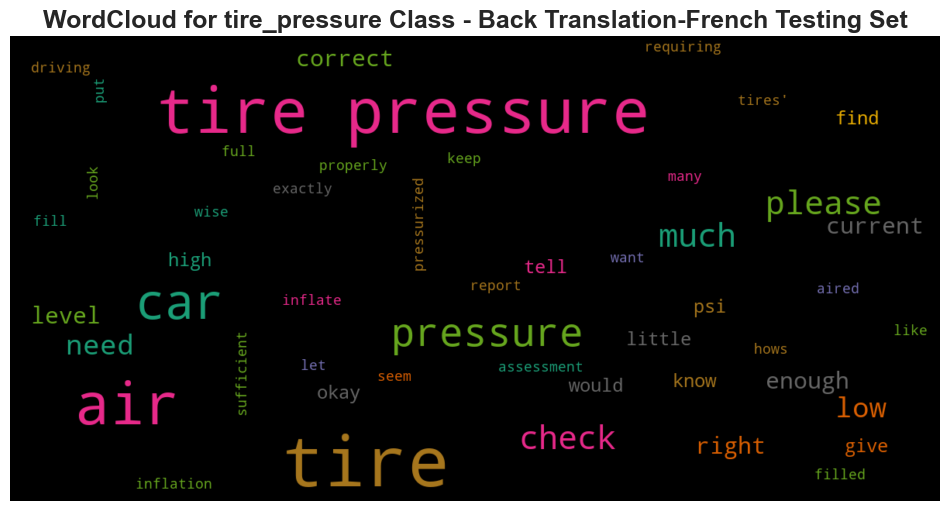 WordCloud for tire_pressure Class - Back Translation-French Testing Set
requiring
correct
driving
put
tire pressure
tires'
find
full
properly
keep
look
exactly
many
pressurized
please
fill
wise
much
current
high
want
tell
report
aired
inflate
car
psi
level
pressure
little
like
need
sufficient
let
assessment
hows
seem
okay
would
know
enough
air
low
check
right
give
tire
filled
inflation